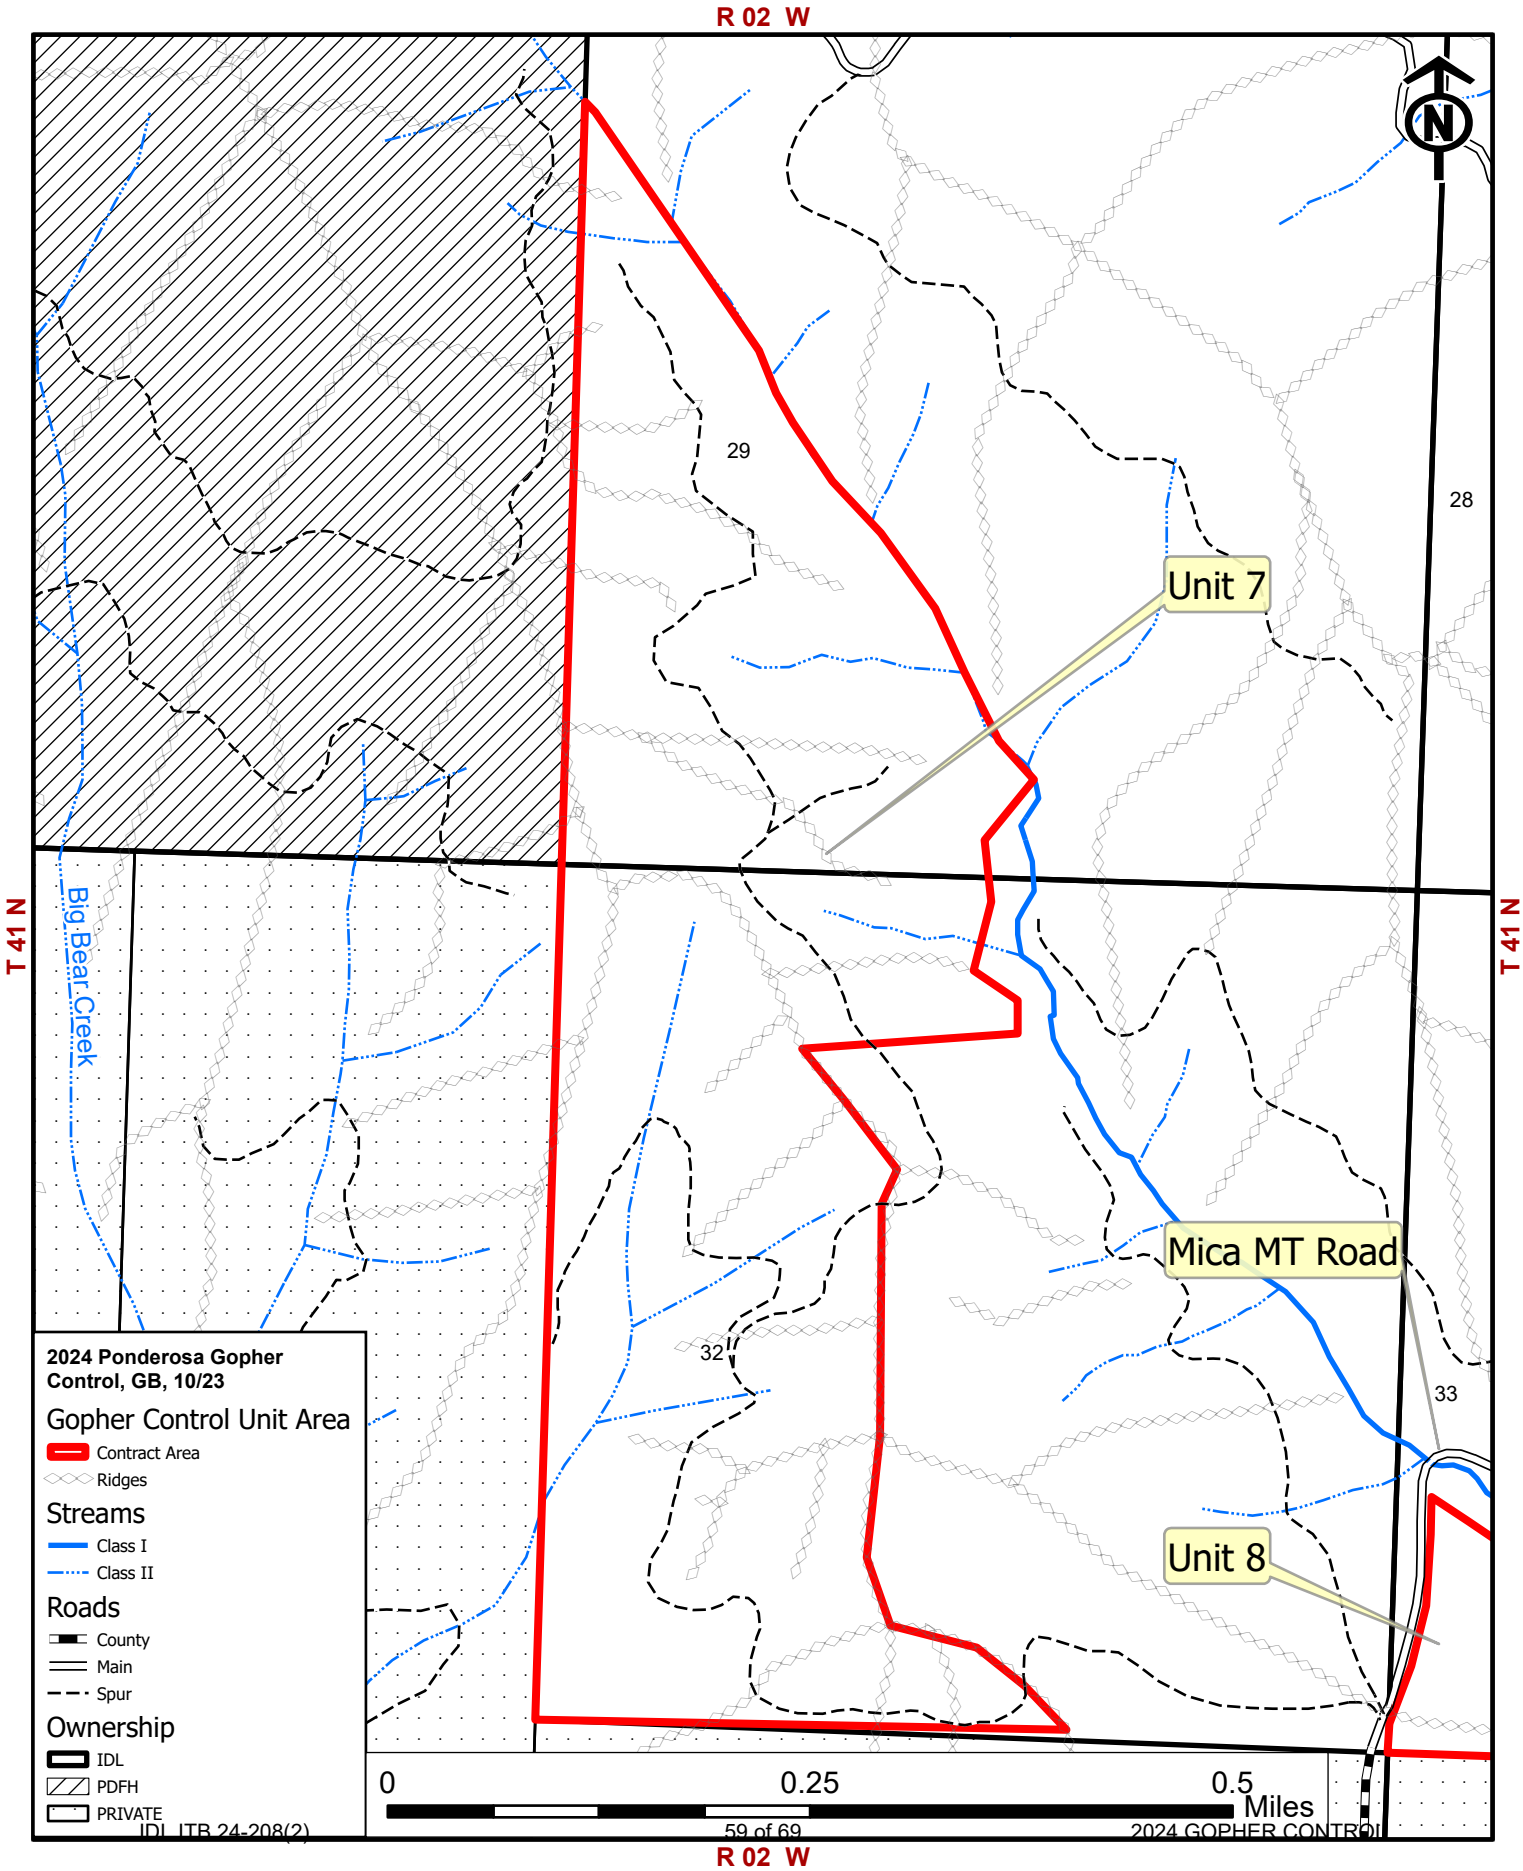 R 02 W
N
29
28
Unit 7
T 41 N
T 41 N
Big Bear Creek
Mica MT Road
32
33
Unit 8
2024 Ponderosa Gopher
Control, GB, 10/23
Gopher Control Unit Area
Contract Area
Ridges
Streams
Class I
Class II
Roads
County
Main
Spur
Ownership
IDL
PDFH
PRIVATE
0 0.25 0.5
Miles
IDL ITB 24-208(2) 59 of 69 2024 GOPHER CONTROL
R 02 W